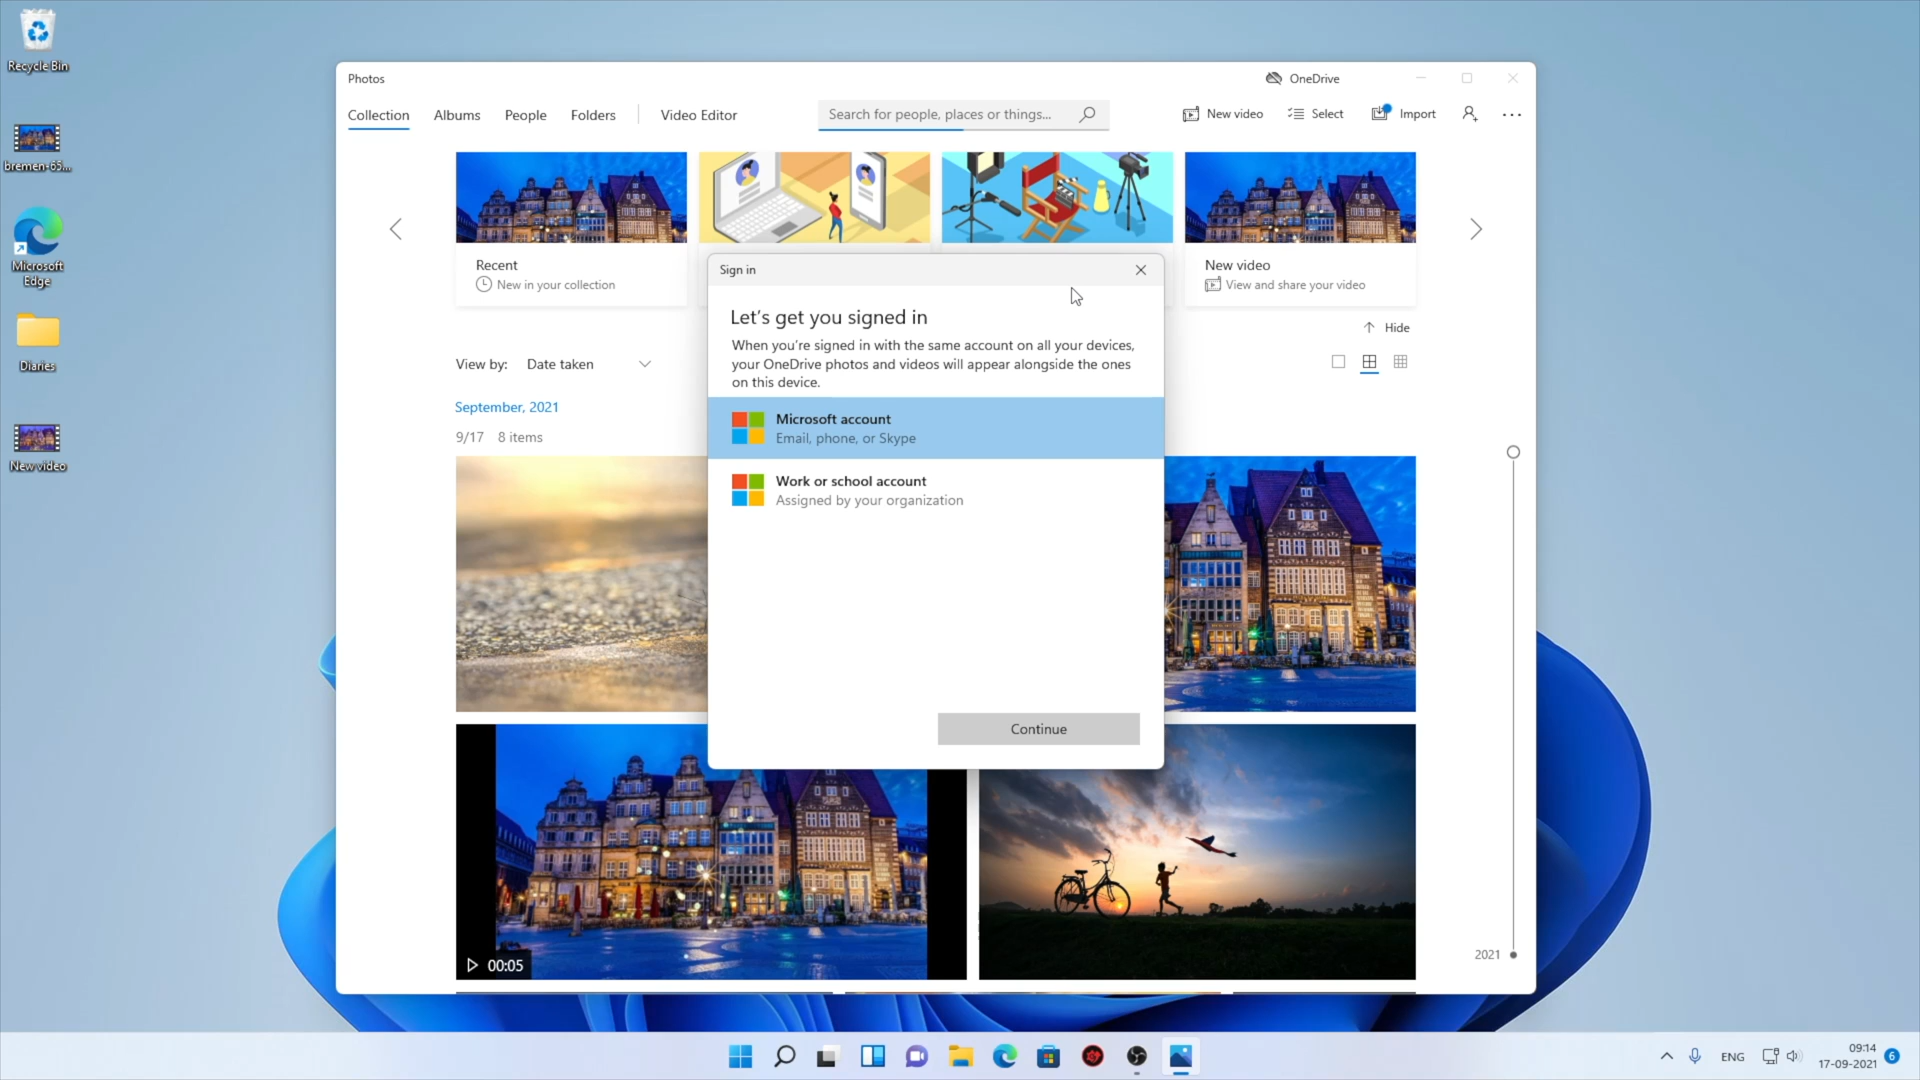 Recycle Bin
bremen-65...
Microsoft
Edge
Diaries
New video
Photos
OneDrive
Collection
Albums
People
Folders
Video Editor
Search for people, places or things...
New video
Select
Import
Recent
New in your collection
New video
View and share your video
Hide
View by:
Date taken
September, 2021
9/17
8 items
Sign in
Let's get you signed in
When you're signed in with the same account on all your devices,
your OneDrive photos and videos will appear alongside the ones
on this device.
Microsoft account
Email, phone, or Skype
Work or school account
Assigned by your organization
Continue
00:05
2021
ENG
09:14
17-09-2021
6